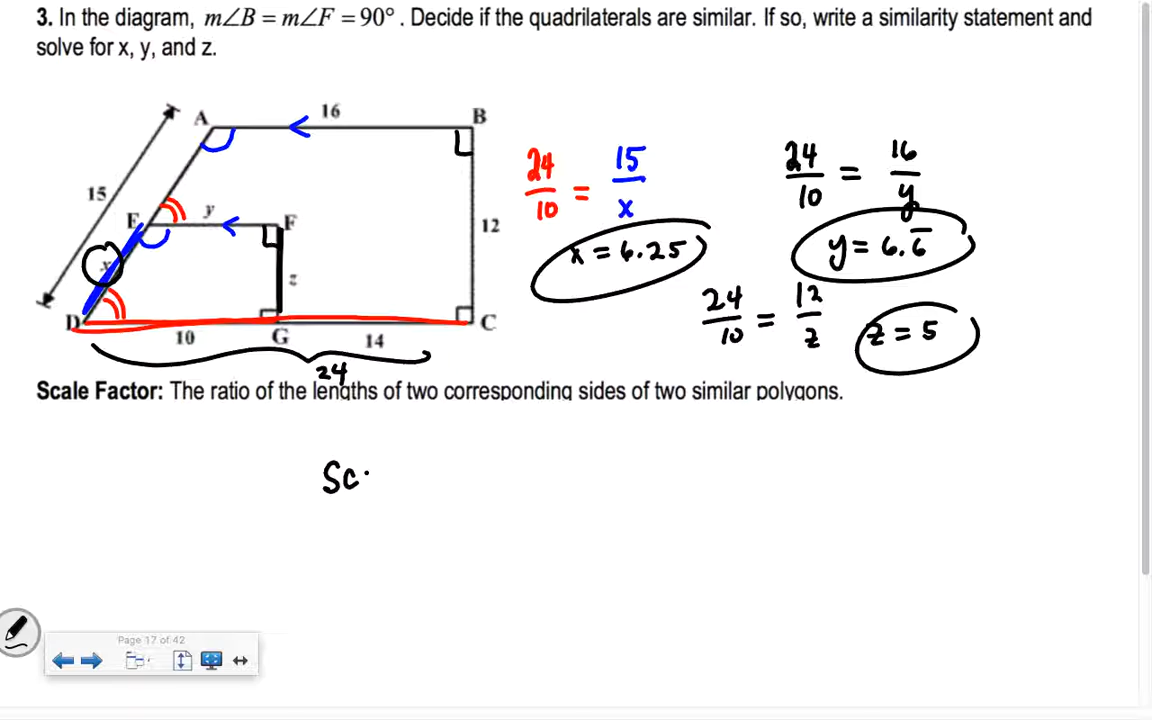 3. In the diagram, m∠B = m∠F = 90°. Decide if the quadrilaterals are similar. If so, write a similarity statement and
solve for x, y, and z.
A 16 B
15
E y F
12
x
z
D 10 G 14 C
24
24/10 = 15/x
x = 6.25
24/10 = 16/y
y = 6.6̅
24/10 = 12/z
z = 5
Scale Factor: The ratio of the lengths of two corresponding sides of two similar polygons.
Sc.
Page 17 of 42